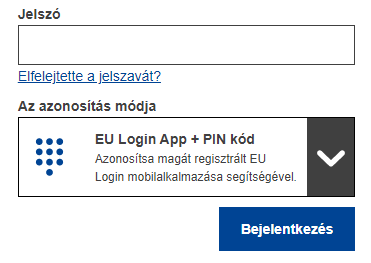 Jelszó
Elfelejtette a jelszavát?
Az azonosítás módja
EU Login App + PIN kód
Azonosítsa magát regisztrált EU
Login mobilalkalmazása segítségével.
Bejelentkezés